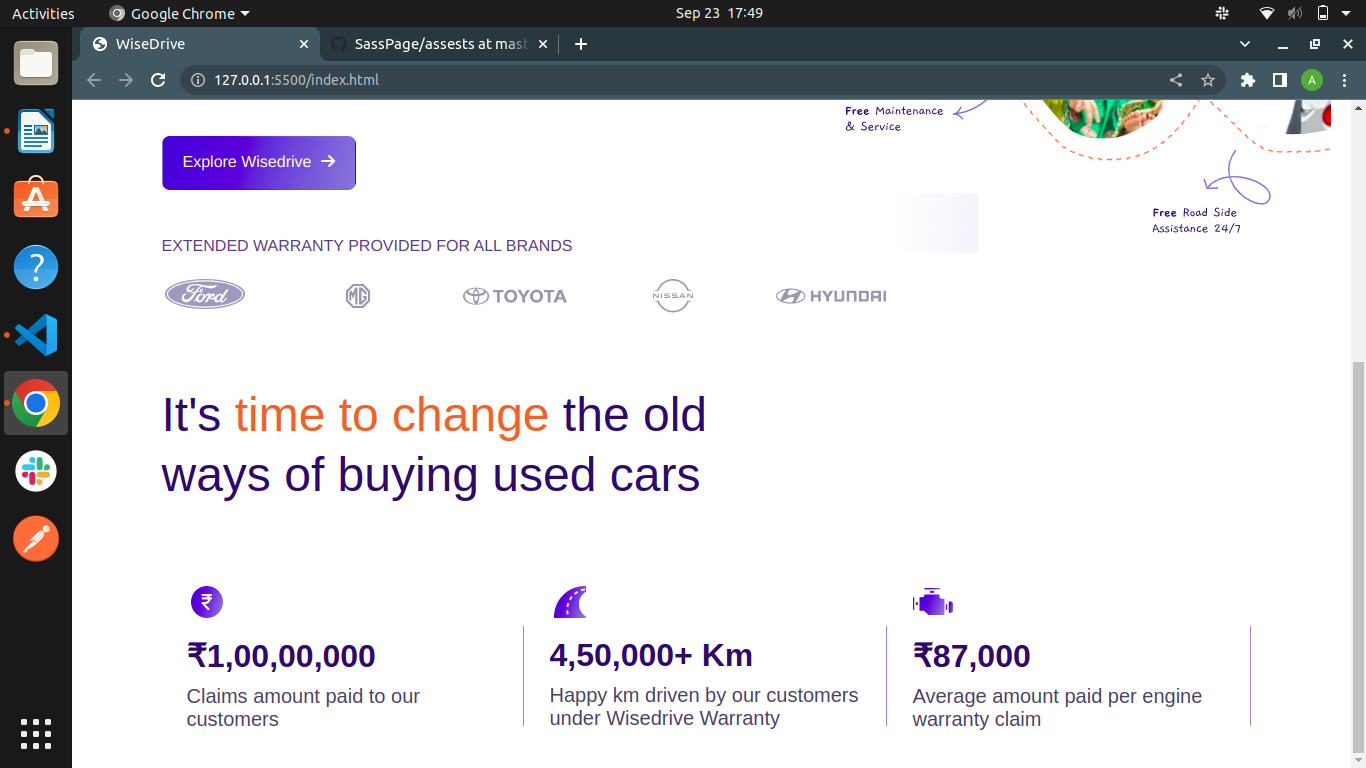 Activities
Google Chrome
Sep 23 17:49
WiseDrive
SassPage/assests at mast
127.0.0.1:5500/index.html
A
Free Maintenance
& Service
Explore Wisedrive
Free Road Side
Assistance 24/7
EXTENDED WARRANTY PROVIDED FOR ALL BRANDS
Ford
MG
TOYOTA
NISSAN
HYUNDAI
It's time to change the old
ways of buying used cars
₹
₹1,00,00,000
Claims amount paid to our
customers
4,50,000+ Km
Happy km driven by our customers
under Wisedrive Warranty
₹87,000
Average amount paid per engine
warranty claim